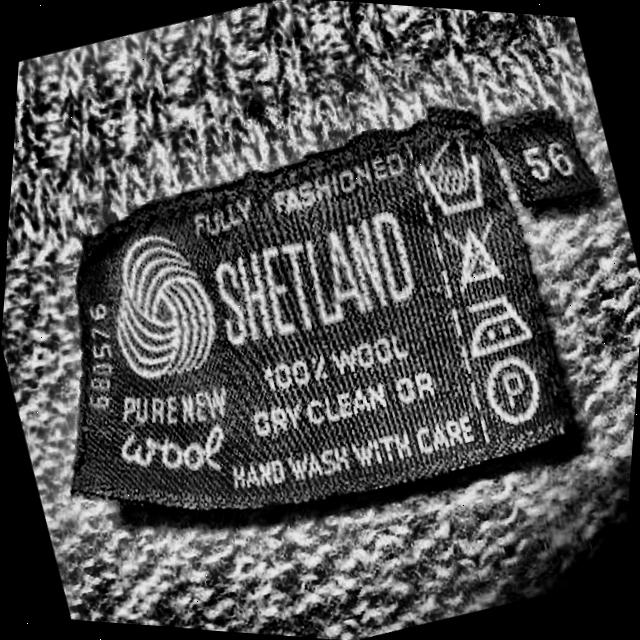 FULLY FASHIONED
SHETLAND
100% WOOL
DRY CLEAN OR
HAND WASH WITH CARE
PURE NEW
wool
P
56